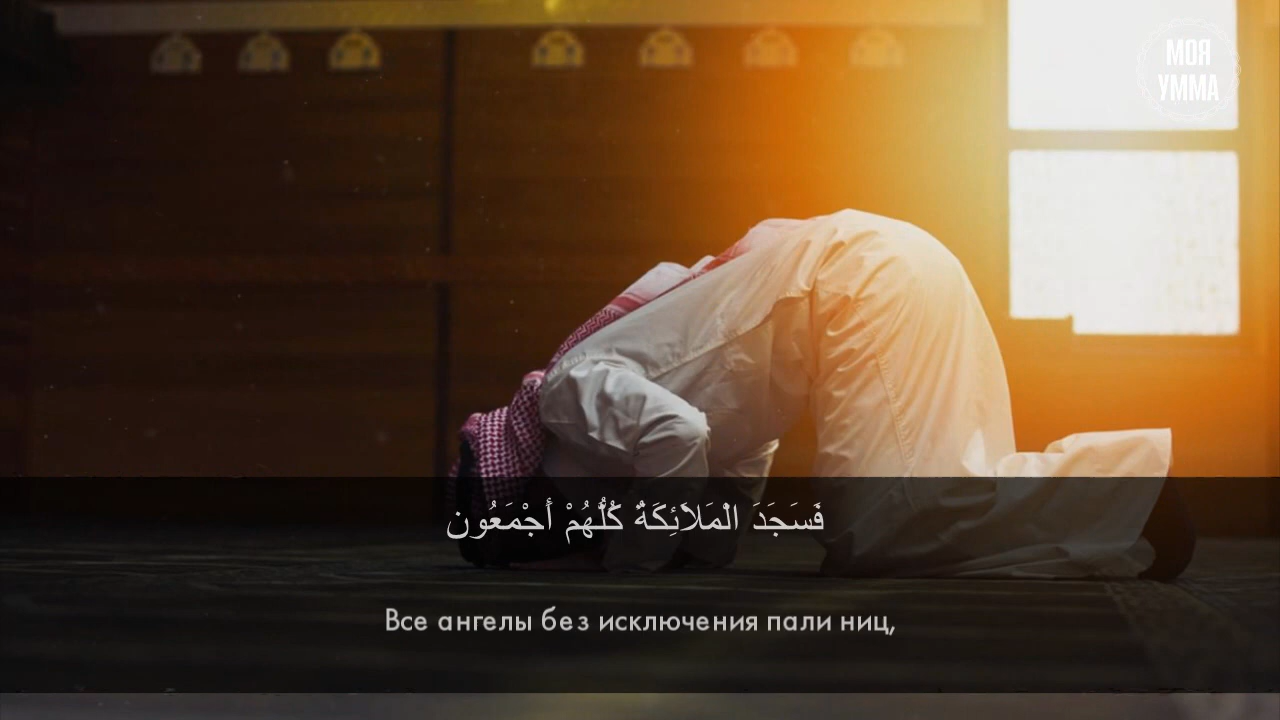 МОЯ
УММА
فَسَجَدَ الْمَلَائِكَةُ كُلُّهُمْ أَجْمَعُون
Все ангелы без исключения пали ниц,